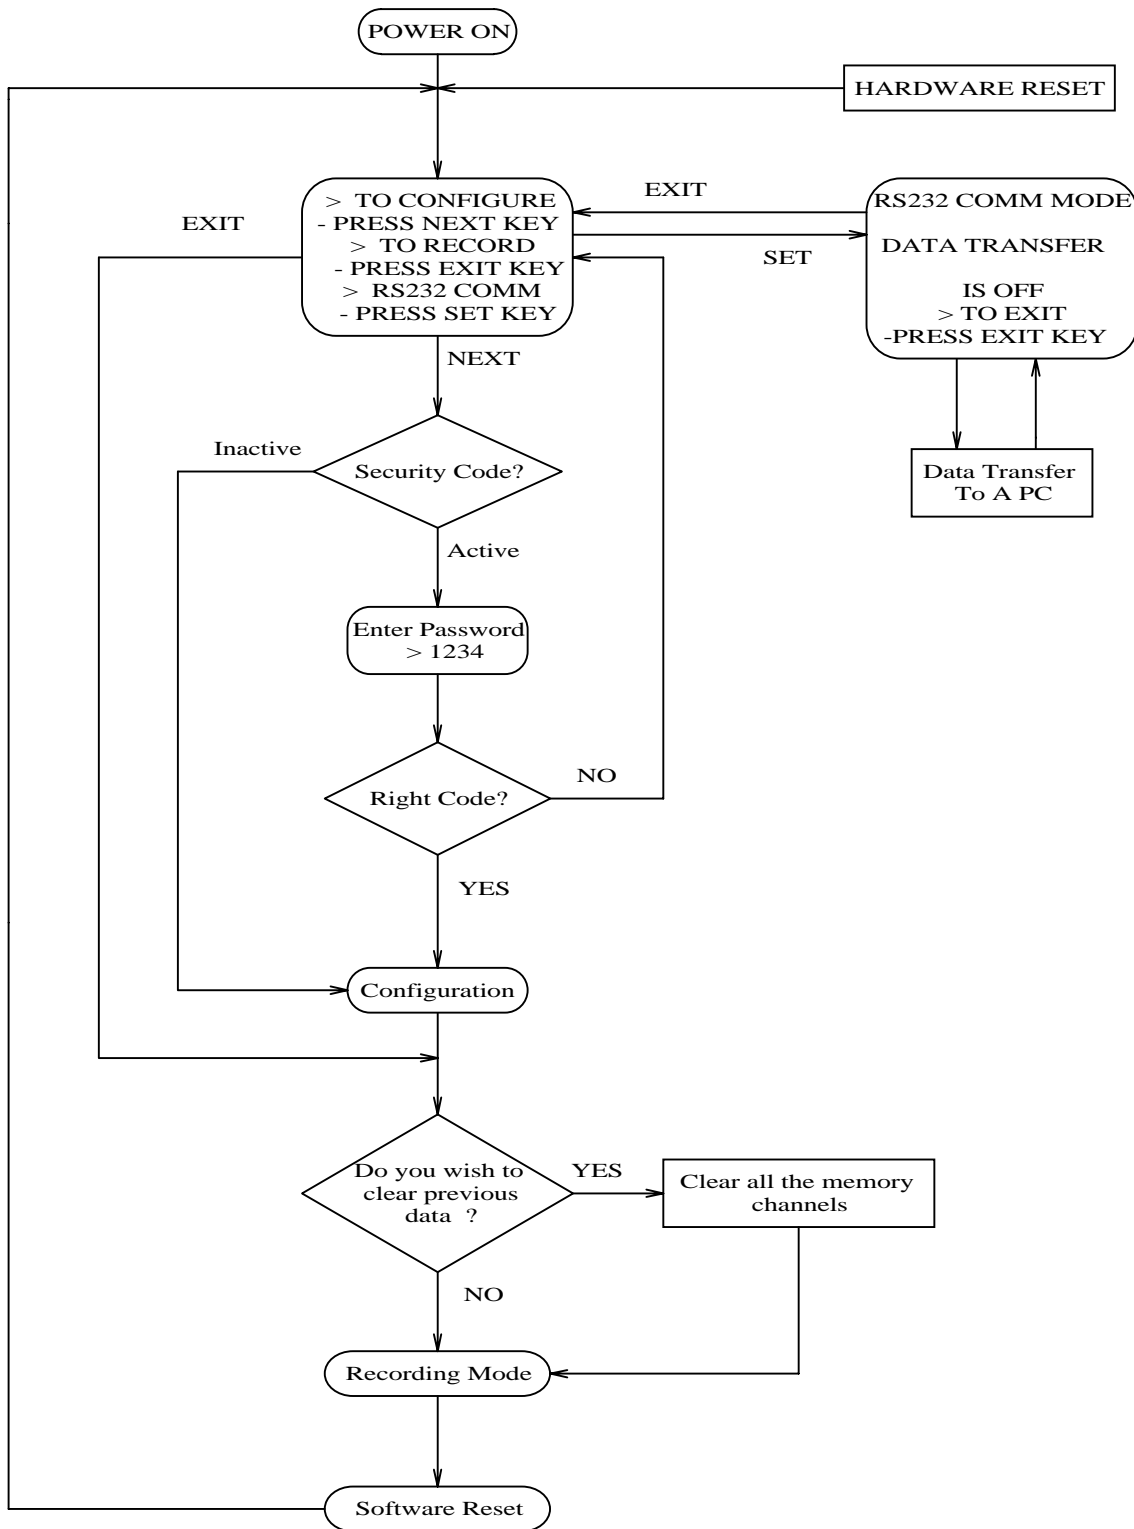 POWER ON
HARDWARE RESET
> TO CONFIGURE
- PRESS NEXT KEY
> TO RECORD
- PRESS EXIT KEY
> RS232 COMM
- PRESS SET KEY
EXIT
EXIT
SET
RS232 COMM MODE
DATA TRANSFER
IS OFF
> TO EXIT
-PRESS EXIT KEY
NEXT
Data Transfer
To A PC
Security Code?
Inactive
Active
Enter Password
> 1234
Right Code?
NO
YES
Configuration
Do you wish to
clear previous
data ?
YES
Clear all the memory
channels
NO
Recording Mode
Software Reset